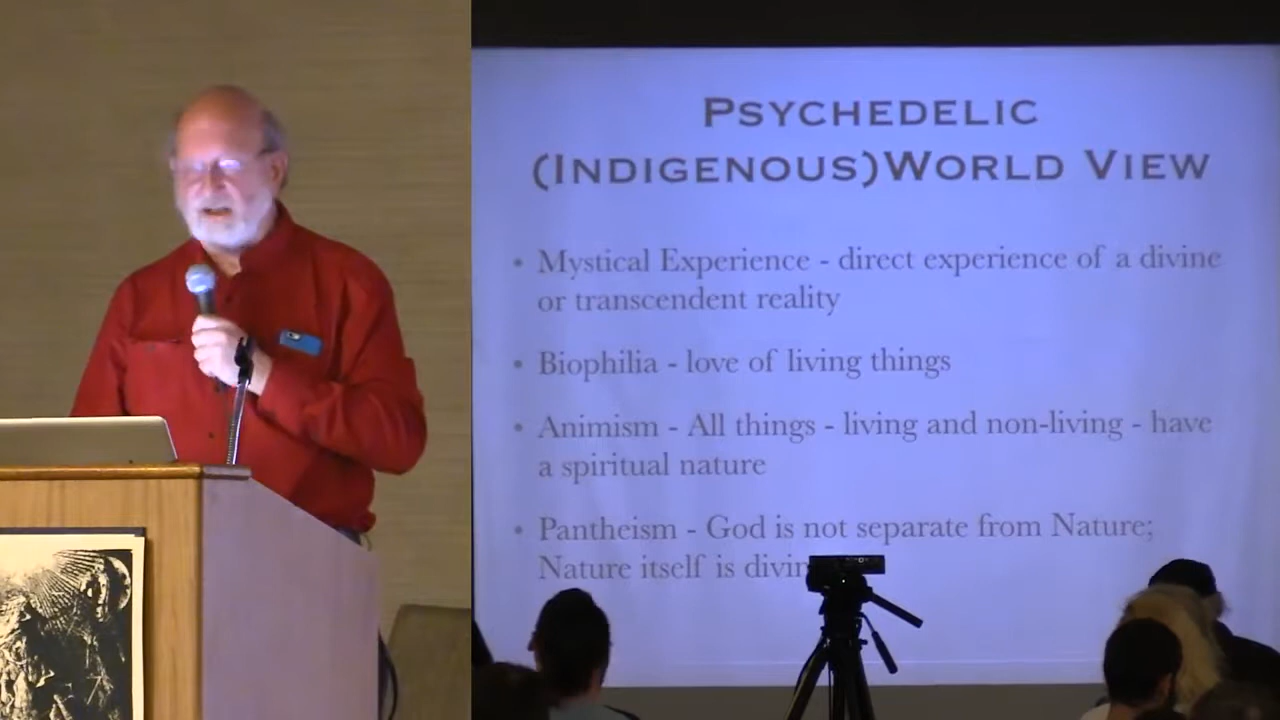 PSYCHEDELIC
(INDIGENOUS)WORLD VIEW
• Mystical Experience - direct experience of a divine
or transcendent reality
• Biophilia - love of living things
• Animism - All things - living and non-living - have
a spiritual nature
• Pantheism - God is not separate from Nature;
Nature itself is